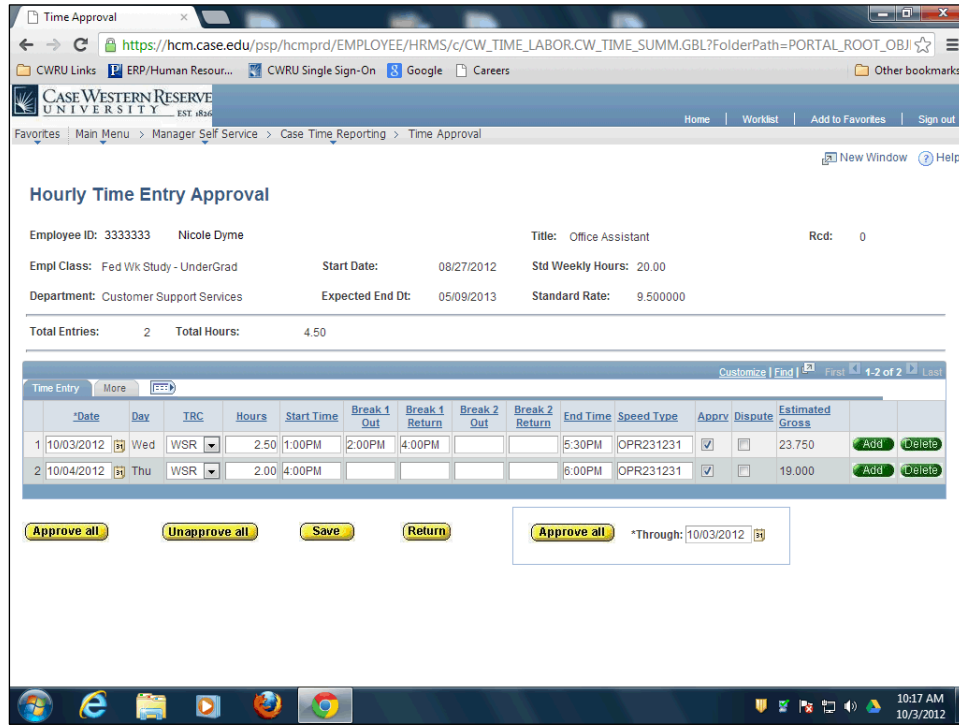 Time Approval
https://hcm.case.edu/psp/hcmprd/EMPLOYEE/HRMS/c/CW_TIME_LABOR.CW_TIME_SUMM.GBL?FolderPath=PORTAL_ROOT_OBJ
CWRU Links ERP/Human Resour... CWRU Single Sign-On Google Careers Other bookmarks
CASE WESTERN RESERVE
UNIVERSITY EST. 1826
Home | Worklist | Add to Favorites | Sign out
Favorites Main Menu > Manager Self Service > Case Time Reporting > Time Approval
New Window ? Help
Hourly Time Entry Approval
Employee ID: 3333333 Nicole Dyme Title: Office Assistant Rcd: 0
Empl Class: Fed Wk Study - UnderGrad Start Date: 08/27/2012 Std Weekly Hours: 20.00
Department: Customer Support Services Expected End Dt: 05/09/2013 Standard Rate: 9.500000
Total Entries: 2 Total Hours: 4.50
Customize | Find | First 1-2 of 2 Last
Time Entry More
*Date Day TRC Hours Start Time Break 1 Out Break 1 Return Break 2 Out Break 2 Return End Time Speed Type Apprv Dispute Estimated Gross
1 10/03/2012 31 Wed WSR 2.50 1:00PM 2:00PM 4:00PM 5:30PM OPR231231 23.750 Add Delete
2 10/04/2012 31 Thu WSR 2.00 4:00PM 6:00PM OPR231231 19.000 Add Delete
Approve all Unapprove all Save Return Approve all *Through: 10/03/2012 31
10:17 AM
10/3/2012